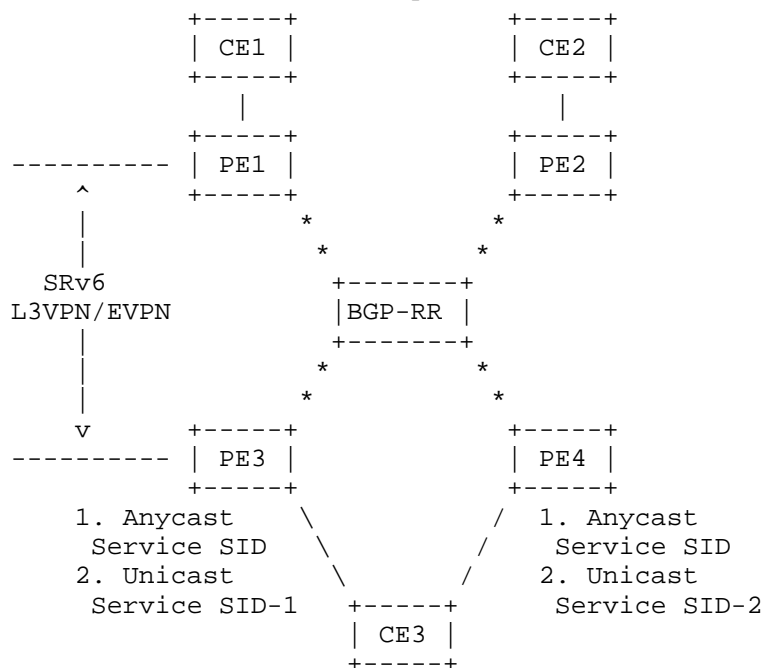 CE1 CE2
PE1 PE2
SRv6
L3VPN/EVPN BGP-RR
PE3 PE4
1. Anycast 1. Anycast
Service SID Service SID
2. Unicast 2. Unicast
Service SID-1 Service SID-2
CE3